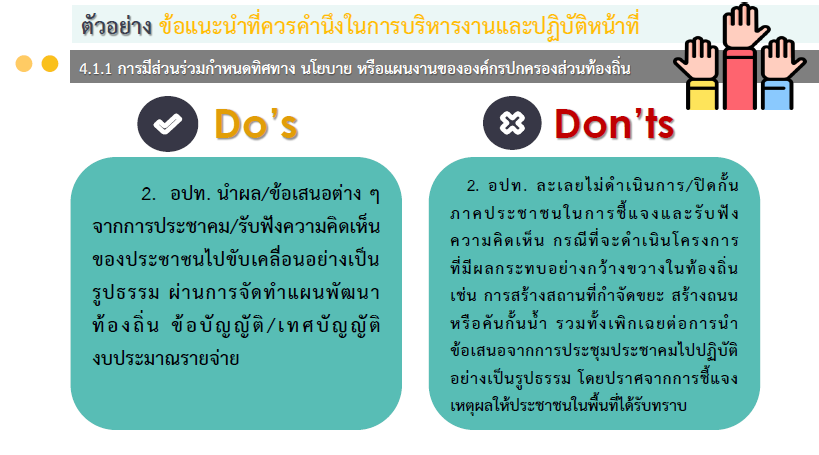 ตัวอย่าง ข้อแนะนำที่ควรคำนึงในการบริหารงานและปฏิบัติหน้าที่
4.1.1 การมีส่วนร่วมกำหนดทิศทาง นโยบาย หรือแผนงานขององค์กรปกครองส่วนท้องถิ่น
Do's
2. อปท. นำผล/ข้อเสนอต่าง ๆ
จากการประชาคม/รับฟังความคิดเห็น
ของประชาชนไปขับเคลื่อนอย่างเป็น
รูปธรรม ผ่านการจัดทำแผนพัฒนา
ท้องถิ่น ข้อบัญญัติ/เทศบัญญัติ
งบประมาณรายจ่าย
Don'ts
2. อปท. ละเลยไม่ดำเนินการ/ปิดกั้น
ภาคประชาชนในการชี้แจงและรับฟัง
ความคิดเห็น กรณีที่จะดำเนินโครงการ
ที่มีผลกระทบอย่างกว้างขวางในท้องถิ่น
เช่น การสร้างสถานที่กำจัดขยะ สร้างถนน
หรือคันกั้นน้ำ รวมทั้งเพิกเฉยต่อการนำ
ข้อเสนอจากการประชุมประชาคมไปปฏิบัติ
อย่างเป็นรูปธรรม โดยปราศจากการชี้แจง
เหตุผลให้ประชาชนในพื้นที่ได้รับทราบ